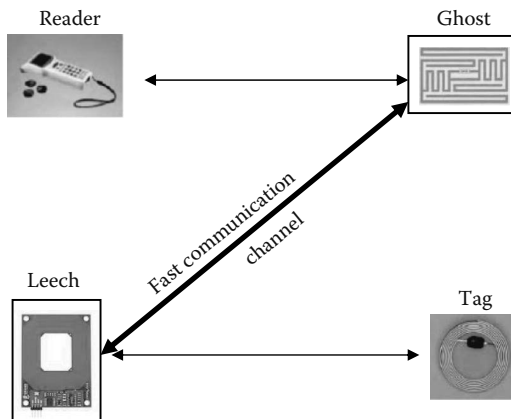 Reader
Ghost
Fast communication
channel
Leech
Tag